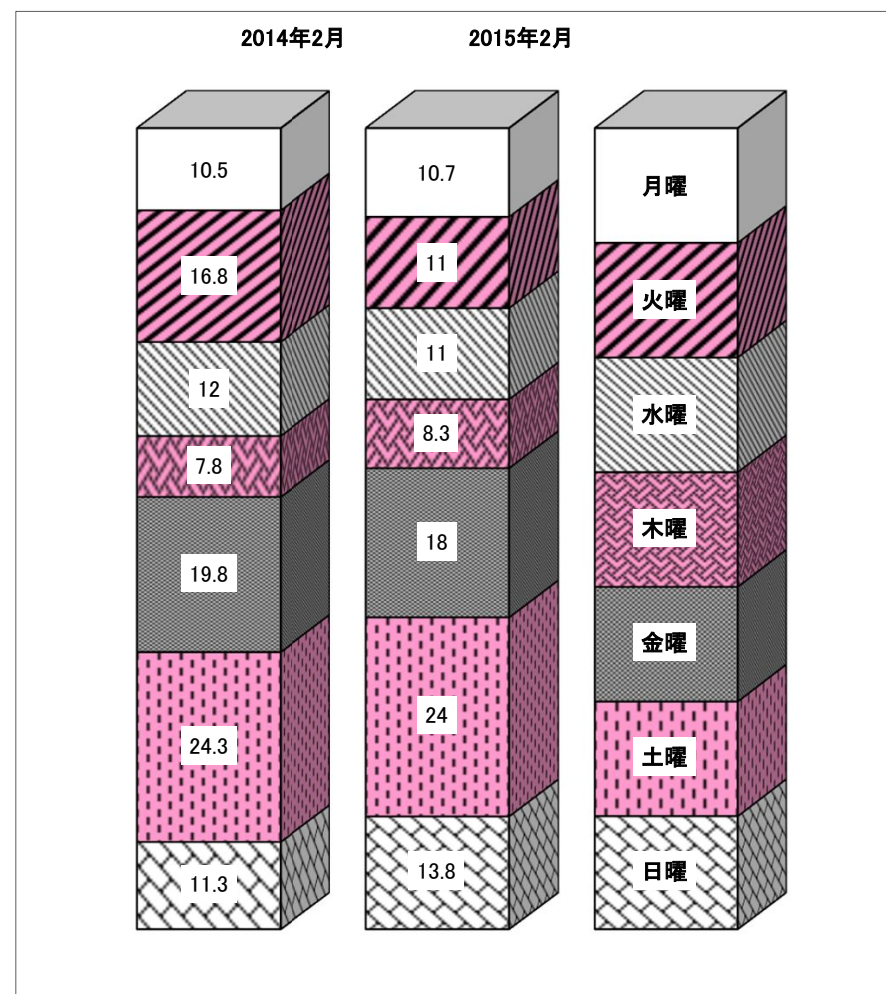 2014年2月 2015年2月
10.5 10.7 月曜
16.8 11 火曜
12 11 水曜
7.8 8.3 木曜
19.8 18 金曜
24.3 24 土曜
11.3 13.8 日曜